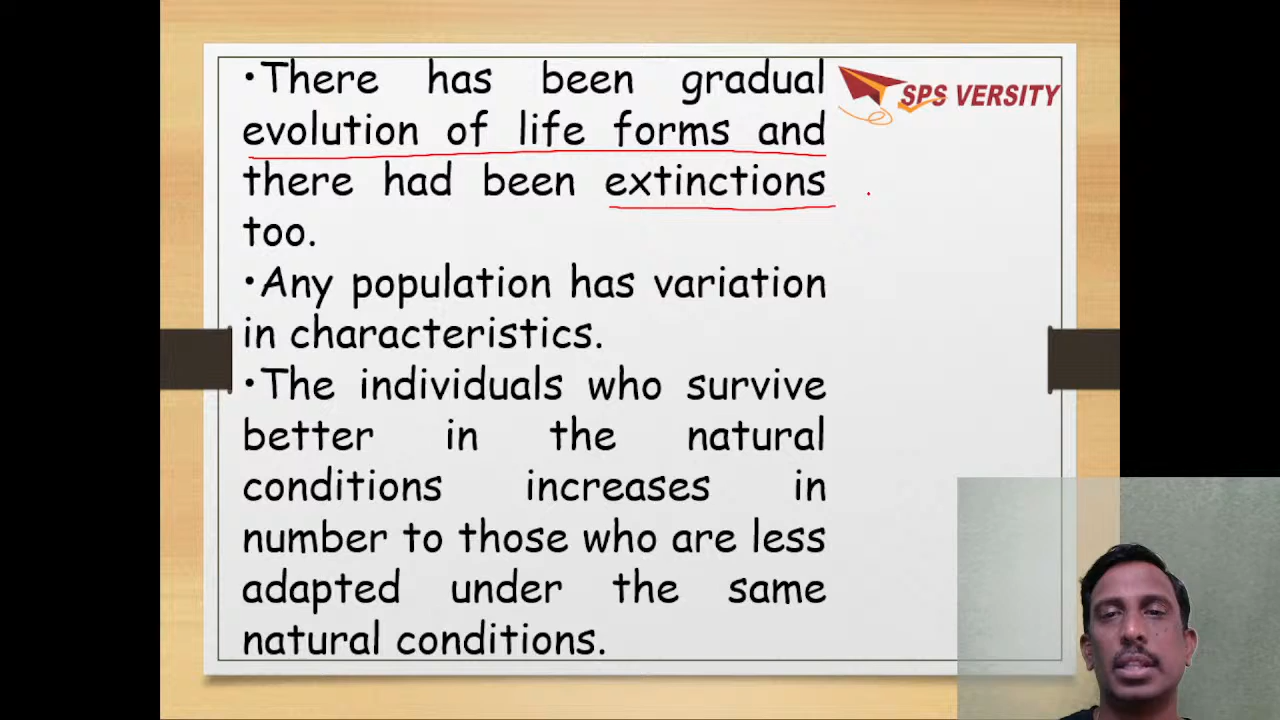 •There has been gradual
evolution of life forms and
there had been extinctions
too.
•Any population has variation
in characteristics.
•The individuals who survive
better in the natural
conditions increases in
number to those who are less
adapted under the same
natural conditions.
SPS VERSITY